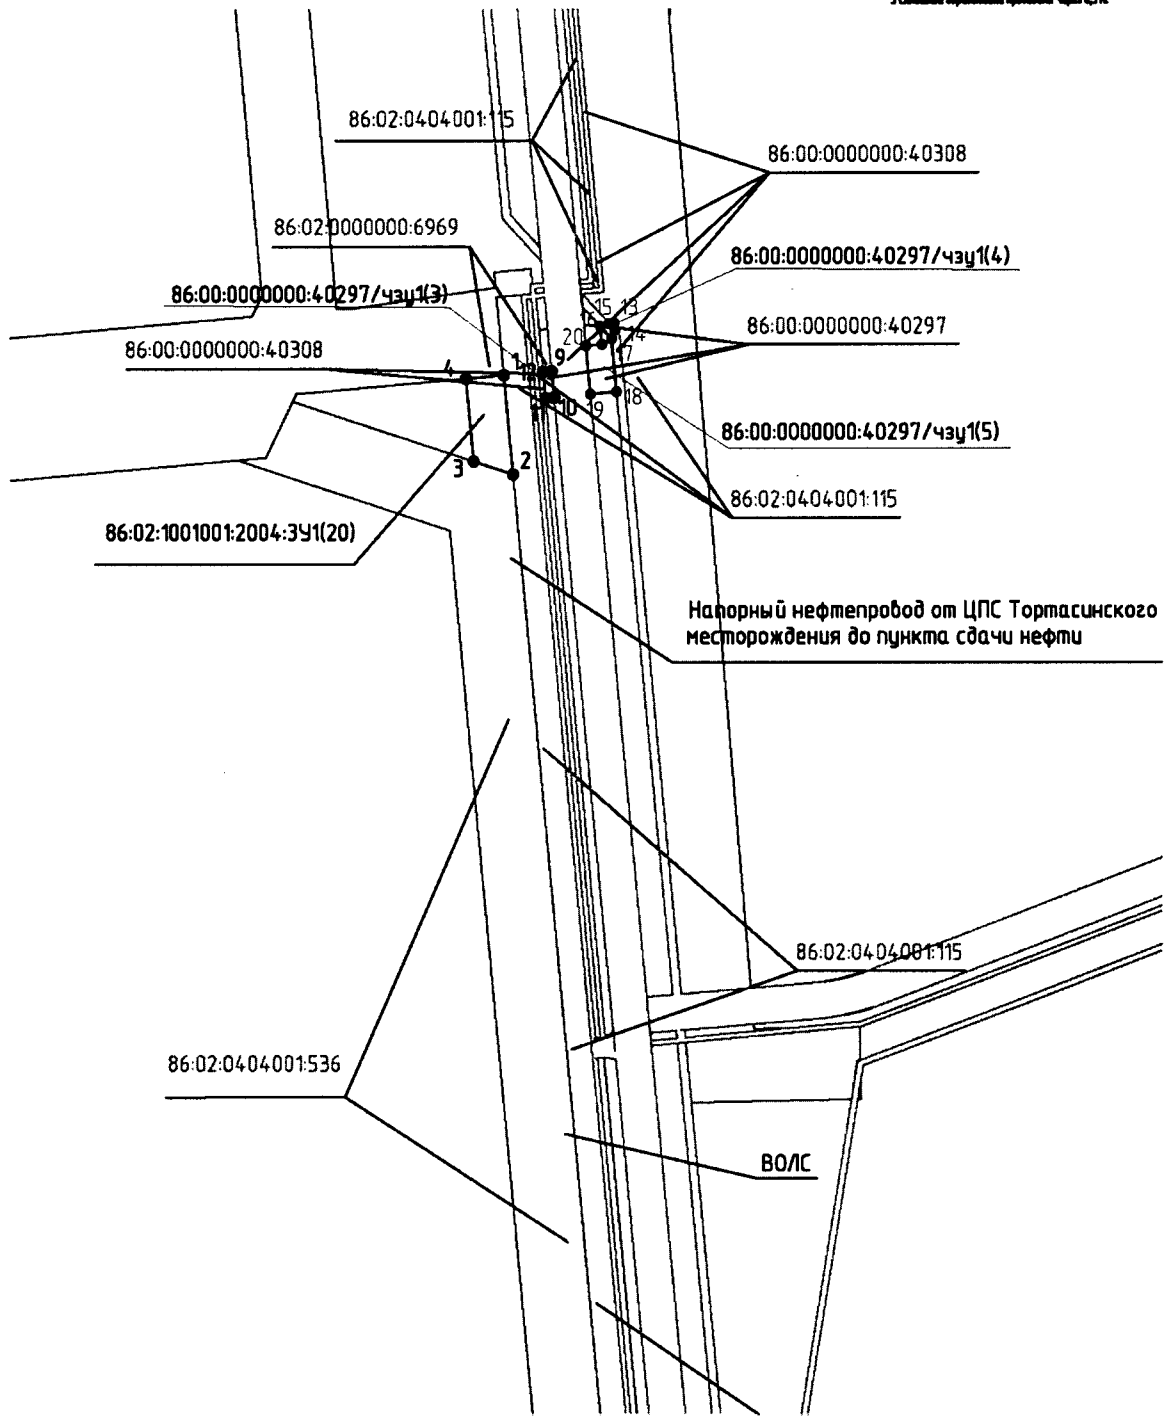 86:02:0404001:115
86:00:0000000:40308
86:02:0000000:6969
86:00:0000000:40297/чзу1(4)
86:00:0000000:40297/чзу1(3)
15 13
86:00:0000000:40297
20 14
86:00:0000000:40308
1 9
17
4
12
18
19
10
11
86:00:0000000:40297/чзу1(5)
3 2
86:02:0404001:115
86:02:1001001:2004:ЗУ1(20)
Напорный нефтепровод от ЦПС Тортасинского
месторождения до пункта сдачи нефти
86:02:0404001:115
86:02:0404001:536
ВОЛС